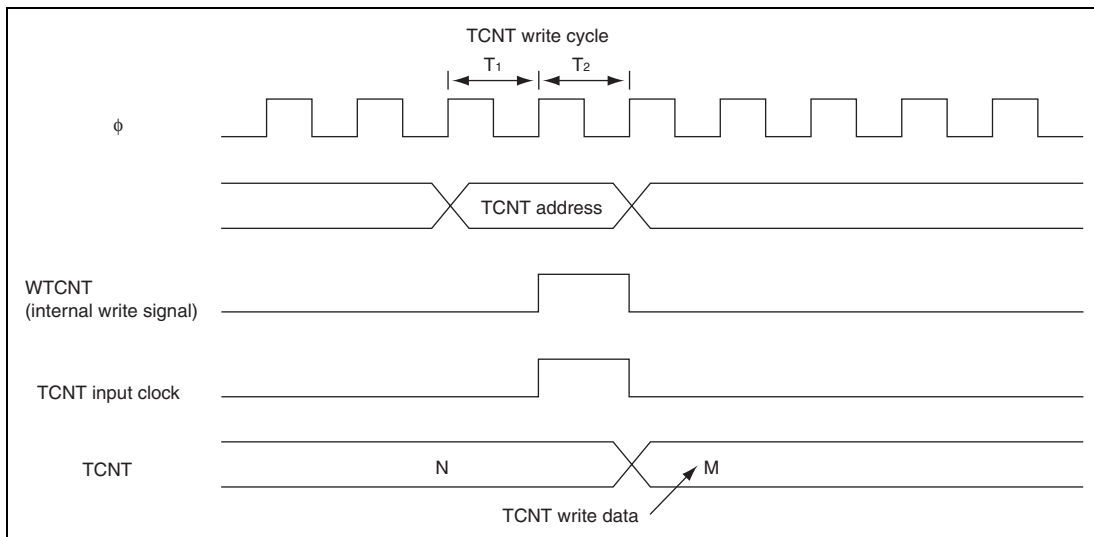 TCNT write cycle
T1 T2
ϕ
TCNT address
WTCNT
(internal write signal)
TCNT input clock
TCNT N M
TCNT write data